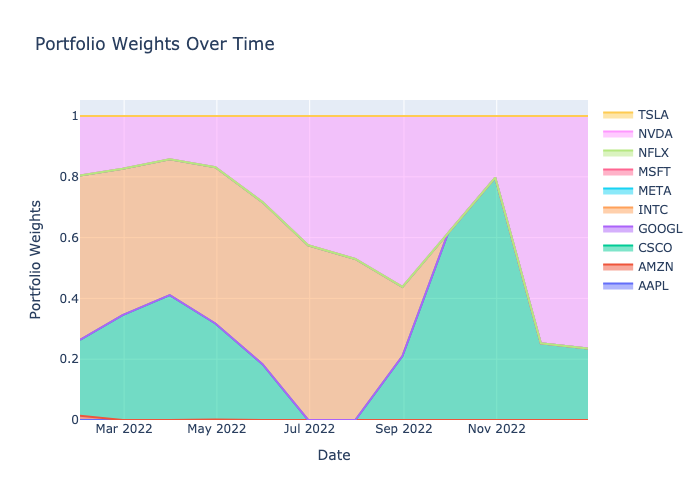 Portfolio Weights Over Time
1
0.8
0.6
0.4
0.2
0
Portfolio Weights
Mar 2022
May 2022
Jul 2022
Sep 2022
Nov 2022
Date
TSLA
NVDA
NFLX
MSFT
META
INTC
GOOGL
CSCO
AMZN
AAPL